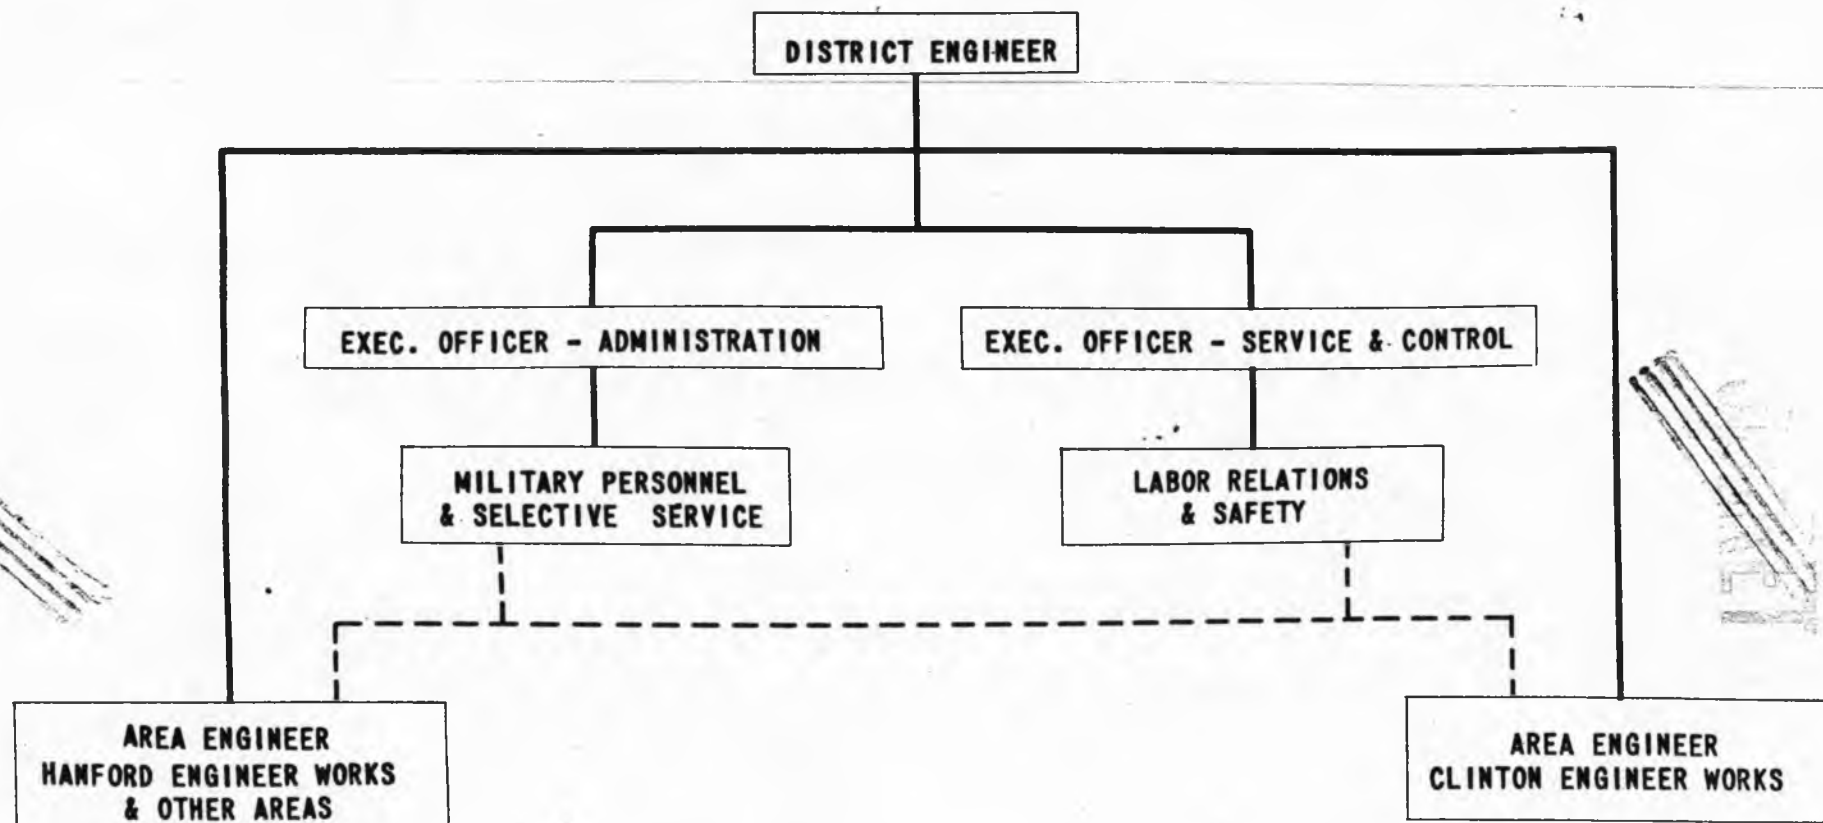 DISTRICT ENGINEER
EXEC. OFFICER - ADMINISTRATION
EXEC. OFFICER - SERVICE & CONTROL
MILITARY PERSONNEL
& SELECTIVE SERVICE
LABOR RELATIONS
& SAFETY
AREA ENGINEER
HANFORD ENGINEER WORKS
& OTHER AREAS
AREA ENGINEER
CLINTON ENGINEER WORKS